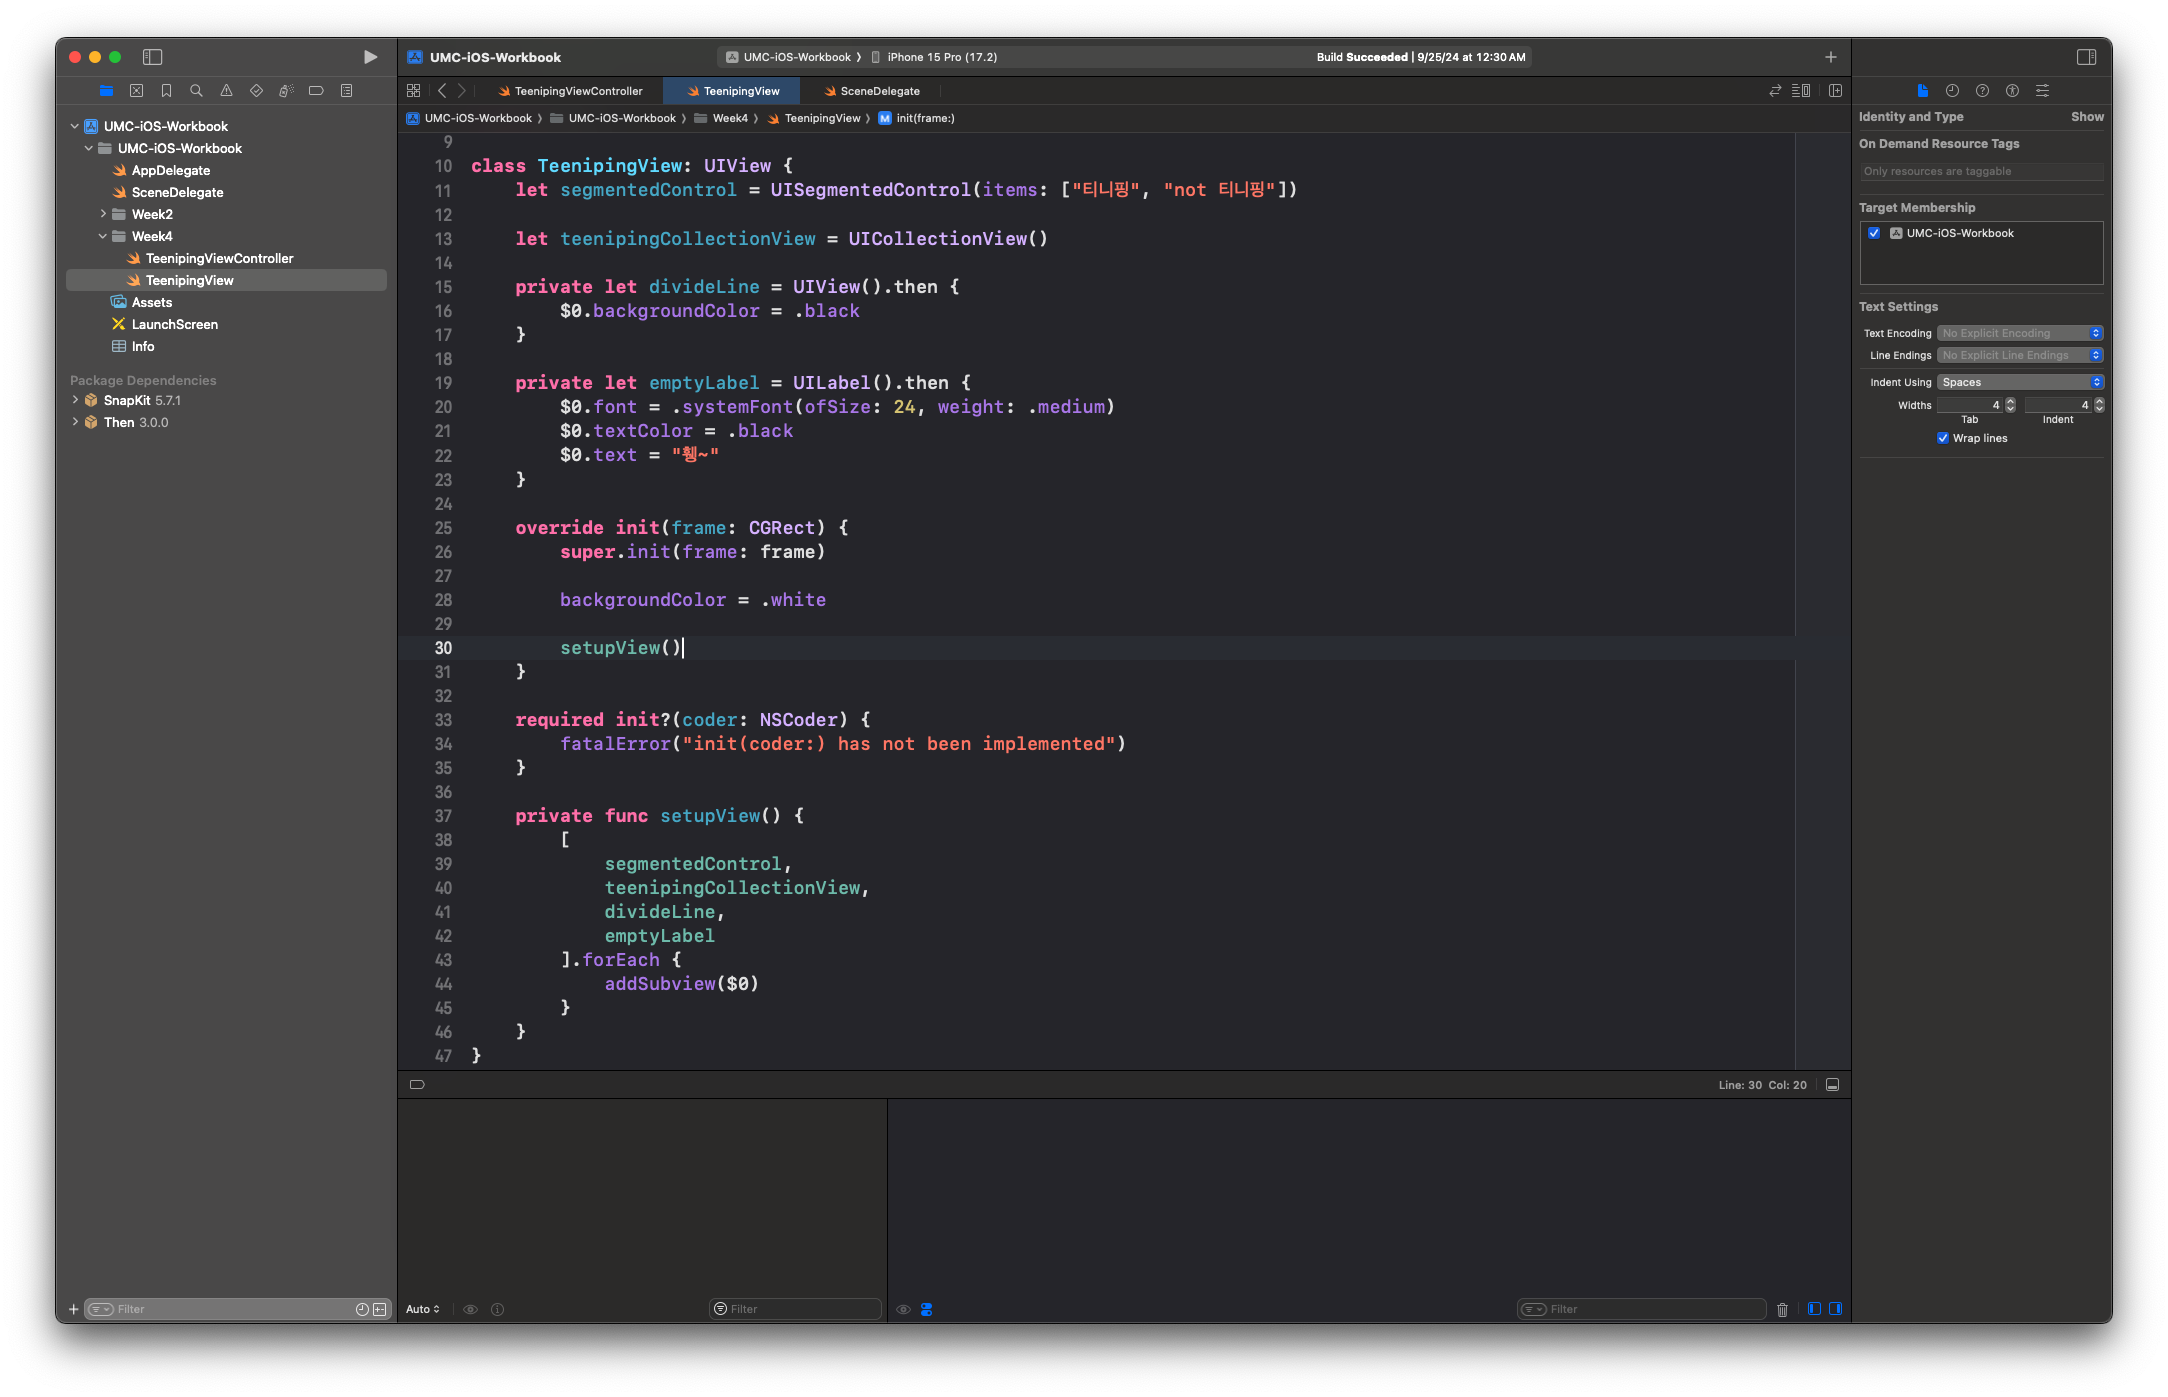 UMC-iOS-Workbook
UMC-iOS-Workbook 〉 iPhone 15 Pro (17.2)
Build Succeeded | 9/25/24 at 12:30 AM
TeenipingViewController
TeenipingView
SceneDelegate
UMC-iOS-Workbook 〉 UMC-iOS-Workbook 〉 Week4 〉 TeenipingView 〉 M init(frame:)
UMC-iOS-Workbook
UMC-iOS-Workbook
AppDelegate
SceneDelegate
Week2
Week4
TeenipingViewController
TeenipingView
Assets
LaunchScreen
Info
Package Dependencies
SnapKit 5.7.1
Then 3.0.0
Filter
9
10 class TeenipingView: UIView {
11     let segmentedControl = UISegmentedControl(items: ["티니핑", "not 티니핑"])
12
13     let teenipingCollectionView = UICollectionView()
14
15     private let divideLine = UIView().then {
16         $0.backgroundColor = .black
17     }
18
19     private let emptyLabel = UILabel().then {
20         $0.font = .systemFont(ofSize: 24, weight: .medium)
21         $0.textColor = .black
22         $0.text = "휑~"
23     }
24
25     override init(frame: CGRect) {
26         super.init(frame: frame)
27
28         backgroundColor = .white
29
30         setupView()
31     }
32
33     required init?(coder: NSCoder) {
34         fatalError("init(coder:) has not been implemented")
35     }
36
37     private func setupView() {
38         [
39             segmentedControl,
40             teenipingCollectionView,
41             divideLine,
42             emptyLabel
43         ].forEach {
44             addSubview($0)
45         }
46     }
47 }
Line: 30 Col: 20
Auto
Filter
Filter
Identity and Type
Show
On Demand Resource Tags
Only resources are taggable
Target Membership
UMC-iOS-Workbook
Text Settings
Text Encoding No Explicit Encoding
Line Endings No Explicit Line Endings
Indent Using Spaces
Widths 4 4
Tab Indent
Wrap lines